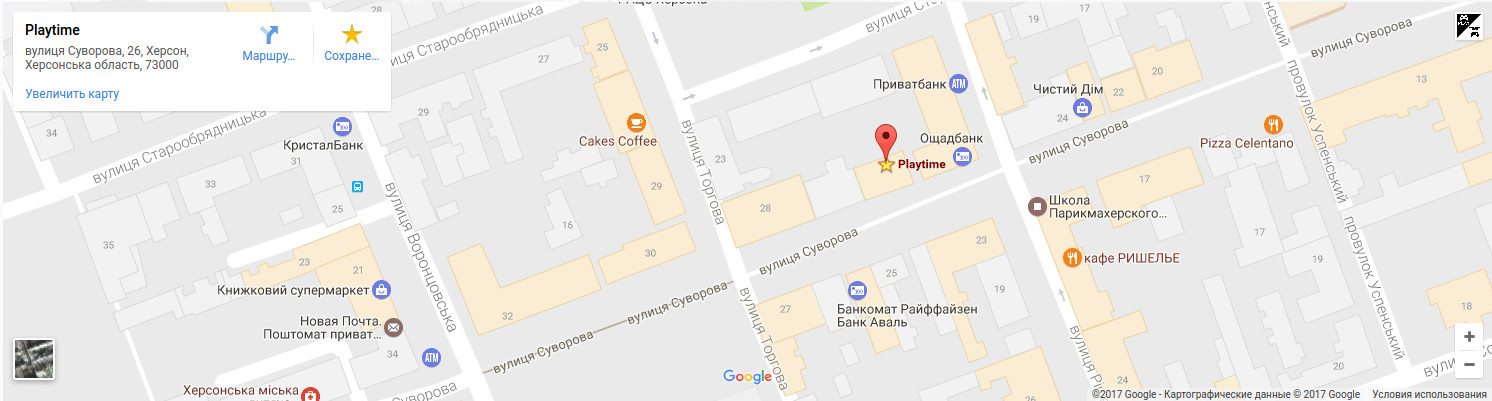 Playtime
вулиця Суворова, 26, Херсон,
Херсонська область, 73000
Маршру...
Сохране...
Увеличить карту
вулиця Старообрядницька
вулиця Старообрядницька
34
33
31
25
35
23
21
КристалБанк
вулиця Воронцовська
Книжковий супермаркет
Новая Почта.
Поштомат приват...
34
ATM
Херсонська міська
27
25
Cakes Coffee
29
16
30
32
вулиця Суворова
вулиця Суворова
вулиця Суворова
вулиця Торгова
вулиця Торгова
23
28
Приватбанк
ATM
Ощадбанк
Playtime
27
25
23
Банкомат Райффайзен
Банк Аваль
19
24
Школа
Парикмахерского...
кафе РИШЕЛЬЕ
17
Чистий Дім
24
22
20
13
вулиця Суворова
вулиця Суворова
Pizza Celentano
провулок Успенський
провулок Успенський
18
Google
+
−
©2017 Google - Картографические данные © 2017 Google
Условия использования